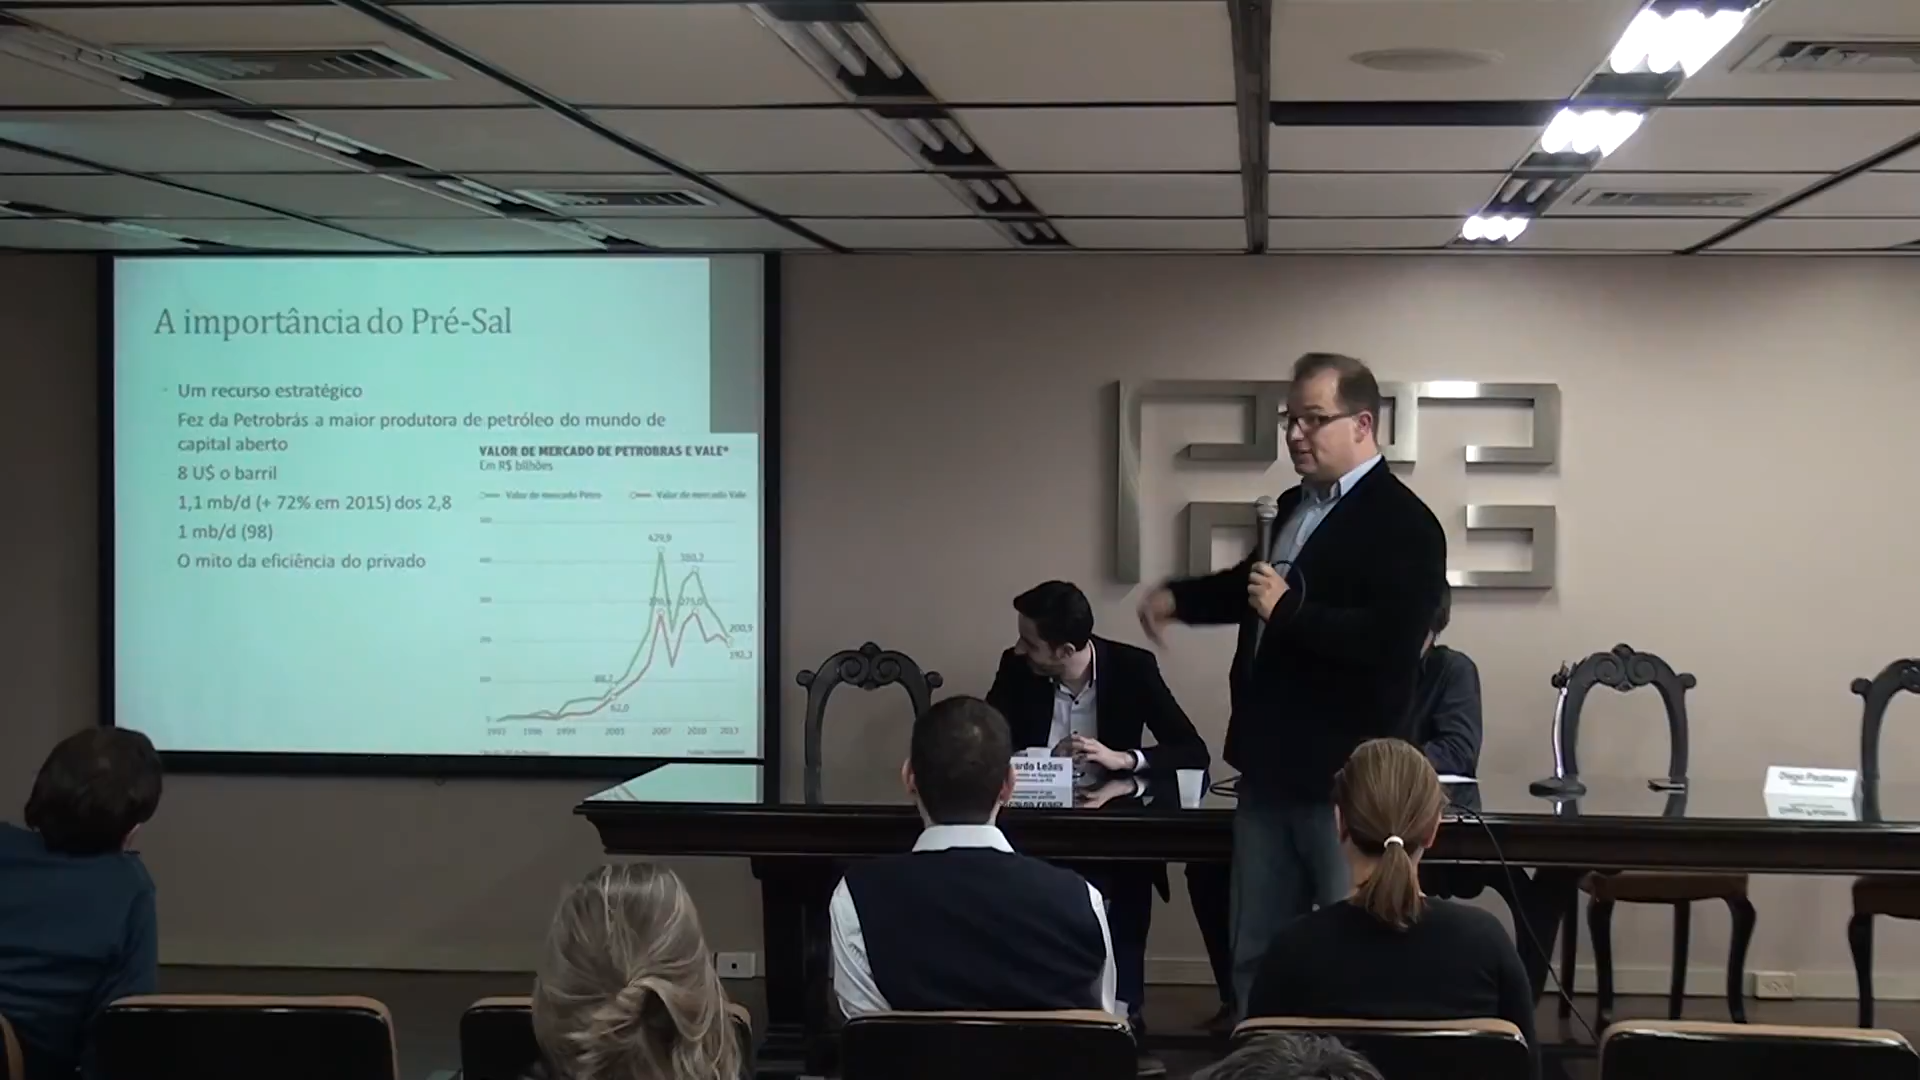 A importância do Pré-Sal
Um recurso estratégico
Fez da Petrobrás a maior produtora de petróleo do mundo de
capital aberto
8 U$ o barril
1,1 mb/d (+ 72% em 2015) dos 2,8
1 mb/d (98)
O mito da eficiência do privado
VALOR DE MERCADO DE PETROBRAS E VALE*
Em R$ bilhões
Valor de mercado Petro
Valor de mercado Vale
429,9
380,2
275,0
200,9
192,3
62,0
2007
2010
2013